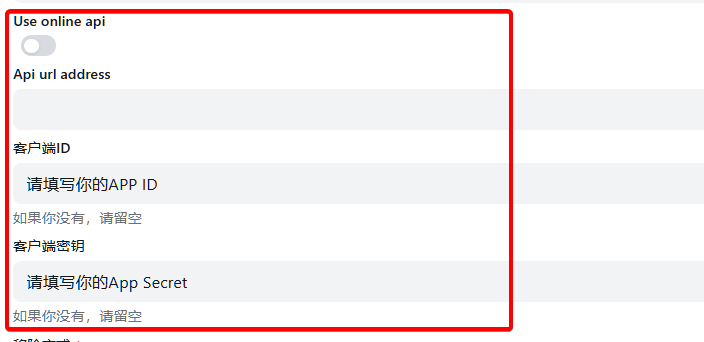 Use online api
Api url address
客户端ID
请填写你的APP ID
如果你没有，请留空
客户端密钥
请填写你的App Secret
如果你没有，请留空